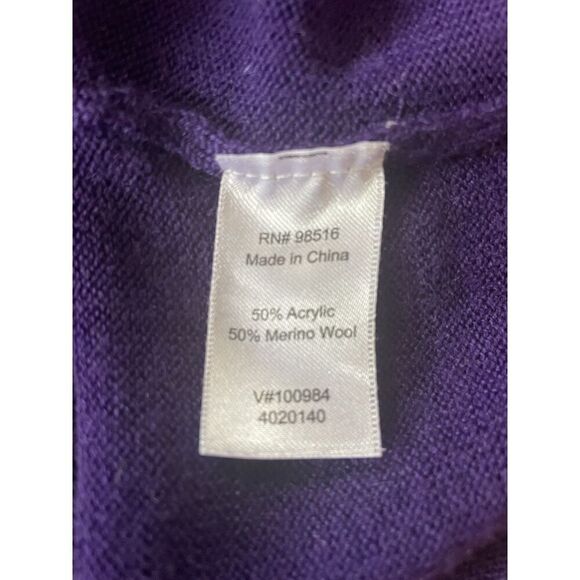 RN# 98516
Made in China
50% Acrylic
50% Merino Wool
V#100984
4020140